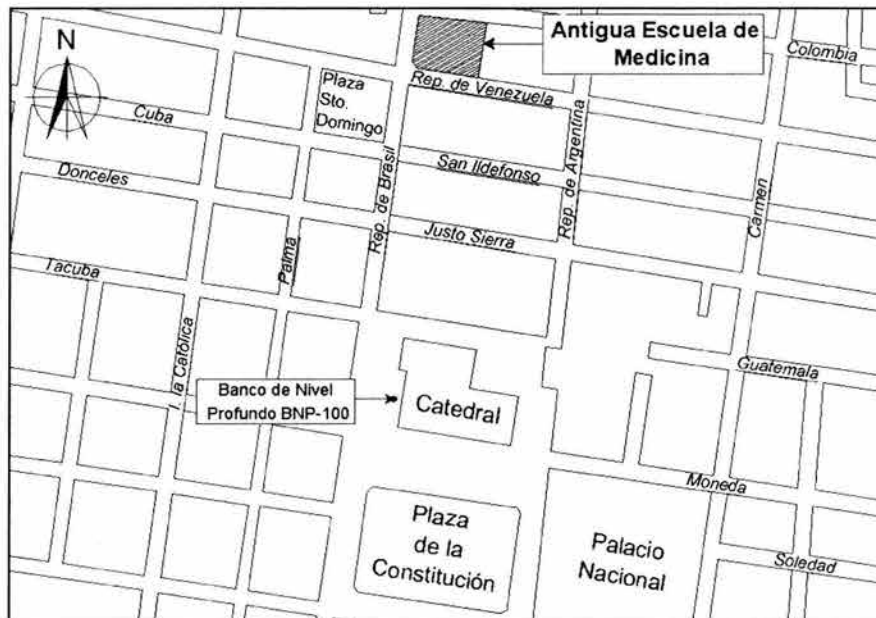 N
Antigua Escuela de
Medicina
Colombia
Plaza
Sto.
Domingo
Rep. de Venezuela
Cuba
Rep. de Argentina
San Ildefonso
Donceles
Rep. de Brasil
Carmen
Justo Sierra
Palma
Tacuba
I. la Católica
Guatemala
Banco de Nivel
Profundo BNP-100
Catedral
Moneda
Plaza
de la
Constitución
Palacio
Nacional
Soledad